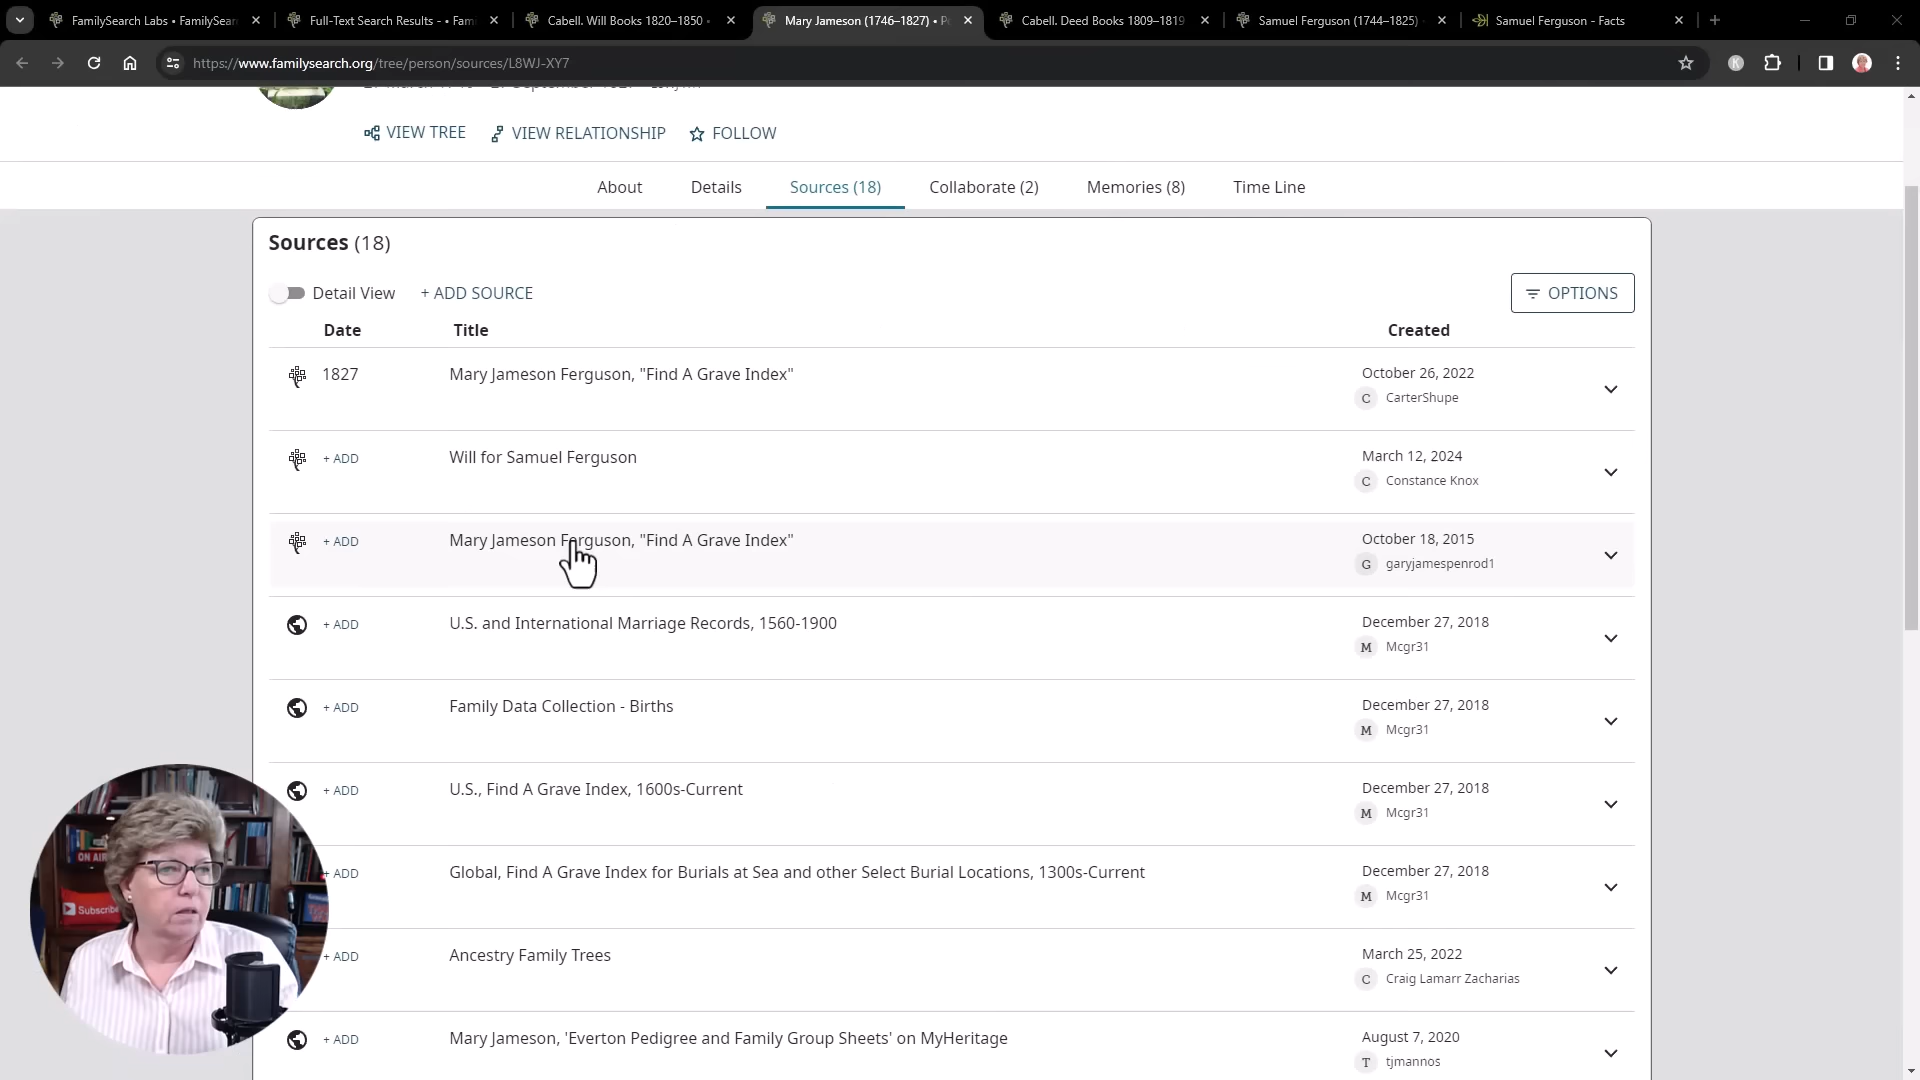 FamilySearch Labs • FamilySear
Full-Text Search Results - • Fam
Cabell. Will Books 1820–1850 •
Mary Jameson (1746–1827) • P
Cabell. Deed Books 1809–1819
Samuel Ferguson (1744–1825)
Samuel Ferguson - Facts
https://www.familysearch.org/tree/person/sources/L8WJ-XY7
K
VIEW TREE
VIEW RELATIONSHIP
FOLLOW
About
Details
Sources (18)
Collaborate (2)
Memories (8)
Time Line
Sources (18)
Detail View
+ ADD SOURCE
OPTIONS
Date Title Created
1827 Mary Jameson Ferguson, "Find A Grave Index" October 26, 2022
C CarterShupe
+ ADD Will for Samuel Ferguson March 12, 2024
C Constance Knox
+ ADD Mary Jameson Ferguson, "Find A Grave Index" October 18, 2015
G garyjamespenrod1
+ ADD U.S. and International Marriage Records, 1560-1900 December 27, 2018
M Mcgr31
+ ADD Family Data Collection - Births December 27, 2018
M Mcgr31
+ ADD U.S., Find A Grave Index, 1600s-Current December 27, 2018
M Mcgr31
+ ADD Global, Find A Grave Index for Burials at Sea and other Select Burial Locations, 1300s-Current December 27, 2018
M Mcgr31
+ ADD Ancestry Family Trees March 25, 2022
C Craig Lamarr Zacharias
+ ADD Mary Jameson, 'Everton Pedigree and Family Group Sheets' on MyHeritage August 7, 2020
T tjmannos
ON AIR
Subscribe